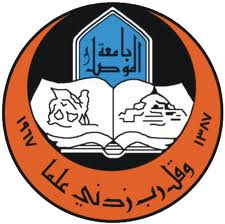 جامعة
الموصل
١٩٦٧
وقل رب زدني علما
١٣٨٧